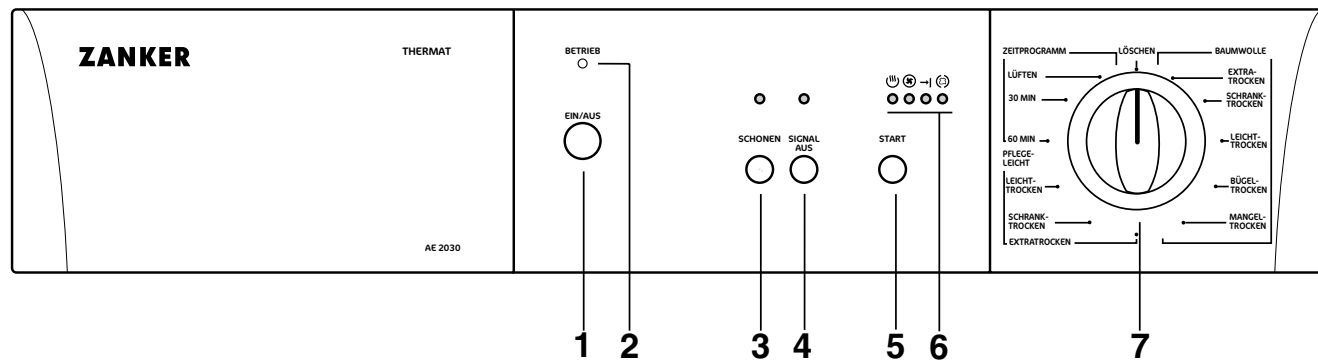 ZANKER
THERMAT
AE 2030
BETRIEB
EIN/AUS
SCHONEN
SIGNAL
AUS
START
ZEITPROGRAMM
LÖSCHEN
BAUMWOLLE
LÜFTEN
30 MIN
60 MIN
PFLEGE-
LEICHT
LEICHT-
TROCKEN
SCHRANK-
TROCKEN
EXTRATROCKEN
EXTRA-
TROCKEN
SCHRANK-
TROCKEN
LEICHT-
TROCKEN
BÜGEL-
TROCKEN
MANGEL-
TROCKEN
1 2 3 4 5 6 7